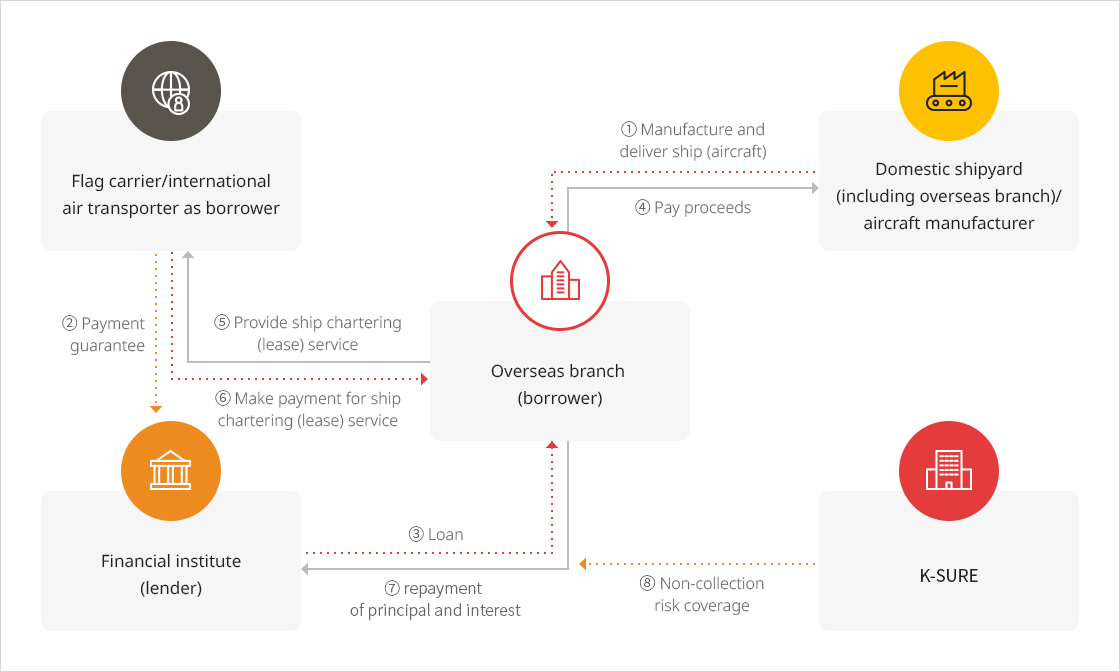 Flag carrier/international
air transporter as borrower
① Manufacture and
deliver ship (aircraft)
④ Pay proceeds
Domestic shipyard
(including overseas branch)/
aircraft manufacturer
② Payment
guarantee
⑤ Provide ship chartering
(lease) service
⑥ Make payment for ship
chartering (lease) service
Overseas branch
(borrower)
Financial institute
(lender)
③ Loan
⑦ repayment
of principal and interest
⑧ Non-collection
risk coverage
K-SURE